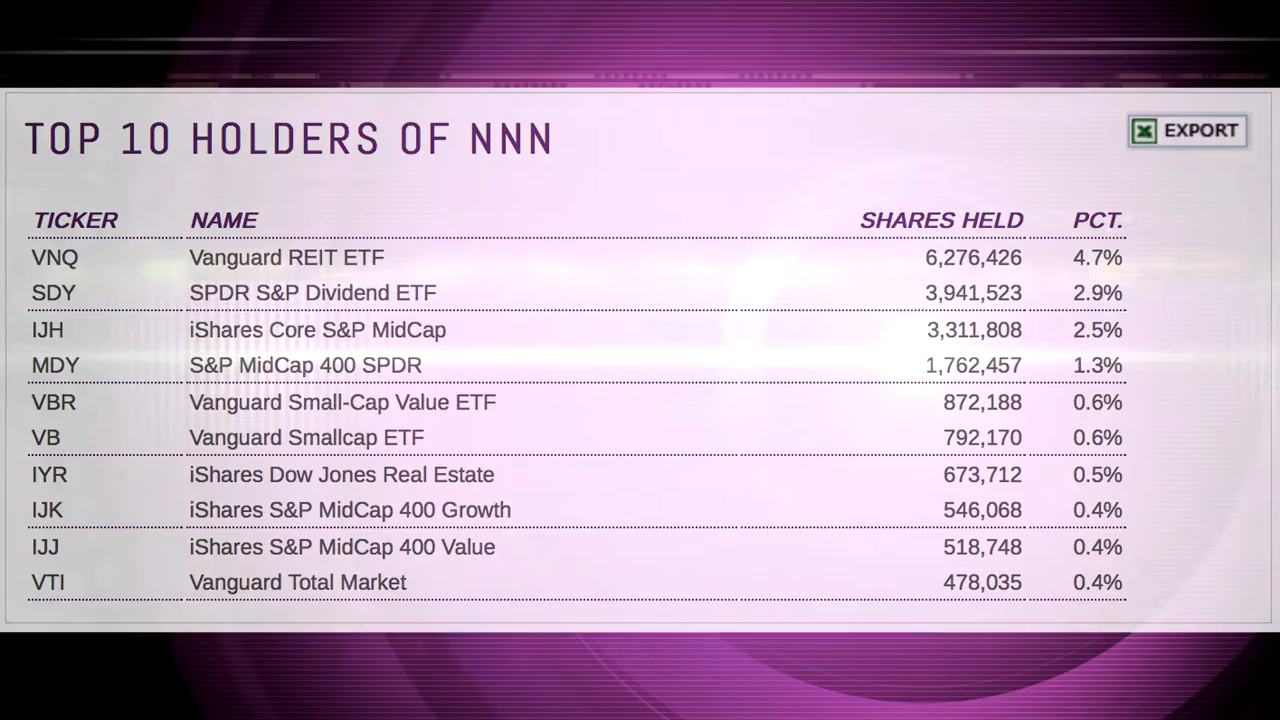 TOP 10 HOLDERS OF NNN
EXPORT
TICKER NAME SHARES HELD PCT.
VNQ Vanguard REIT ETF 6,276,426 4.7%
SDY SPDR S&P Dividend ETF 3,941,523 2.9%
IJH iShares Core S&P MidCap 3,311,808 2.5%
MDY S&P MidCap 400 SPDR 1,762,457 1.3%
VBR Vanguard Small-Cap Value ETF 872,188 0.6%
VB Vanguard Smallcap ETF 792,170 0.6%
IYR iShares Dow Jones Real Estate 673,712 0.5%
IJK iShares S&P MidCap 400 Growth 546,068 0.4%
IJJ iShares S&P MidCap 400 Value 518,748 0.4%
VTI Vanguard Total Market 478,035 0.4%